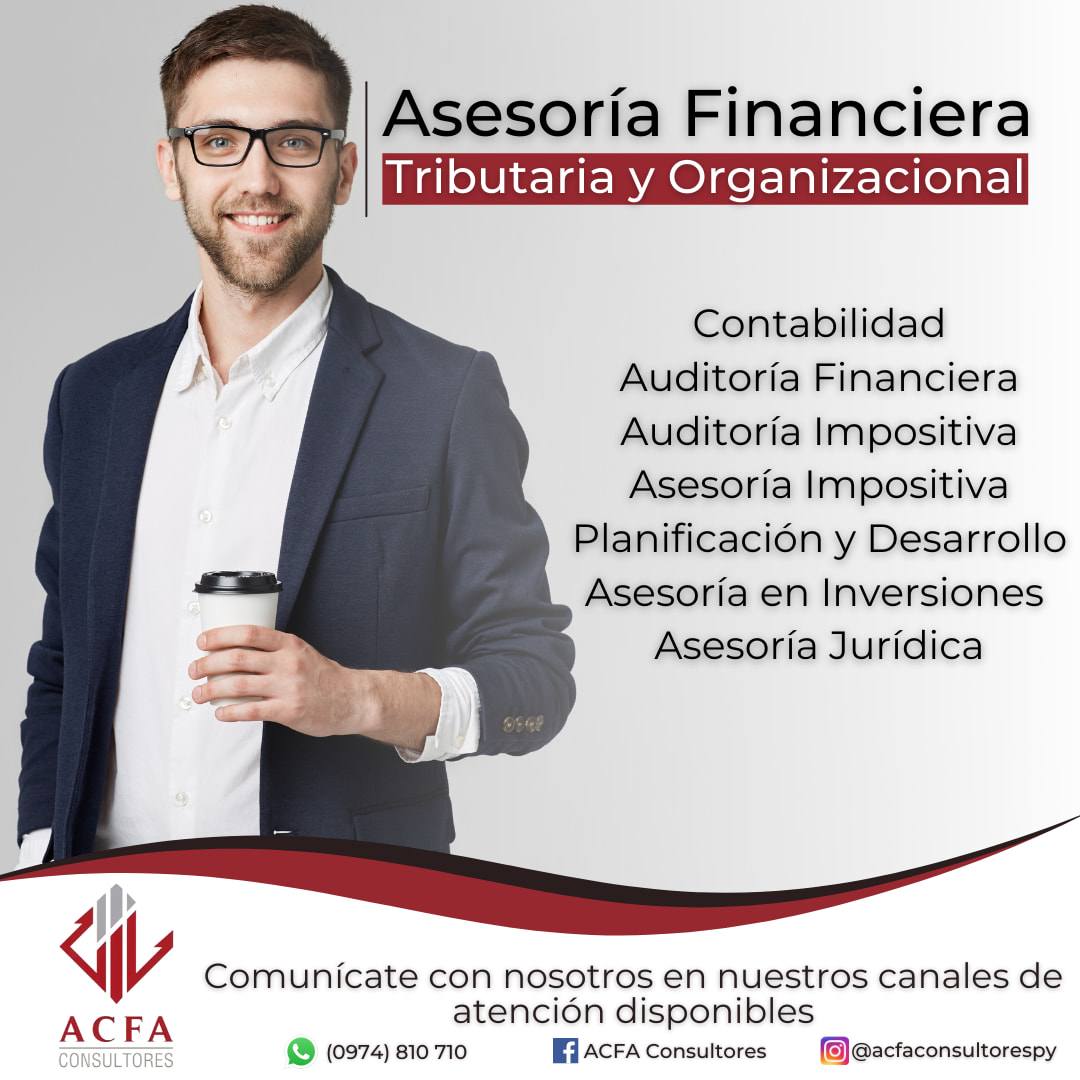 Asesoría Financiera
Tributaria y Organizacional
Contabilidad
Auditoría Financiera
Auditoría Impositiva
Asesoría Impositiva
Planificación y Desarrollo
Asesoría en Inversiones
Asesoría Jurídica
ACFA
CONSULTORES
Comunícate con nosotros en nuestros canales de
atención disponibles
(0974) 810 710
ACFA Consultores
@acfaconsultorespy